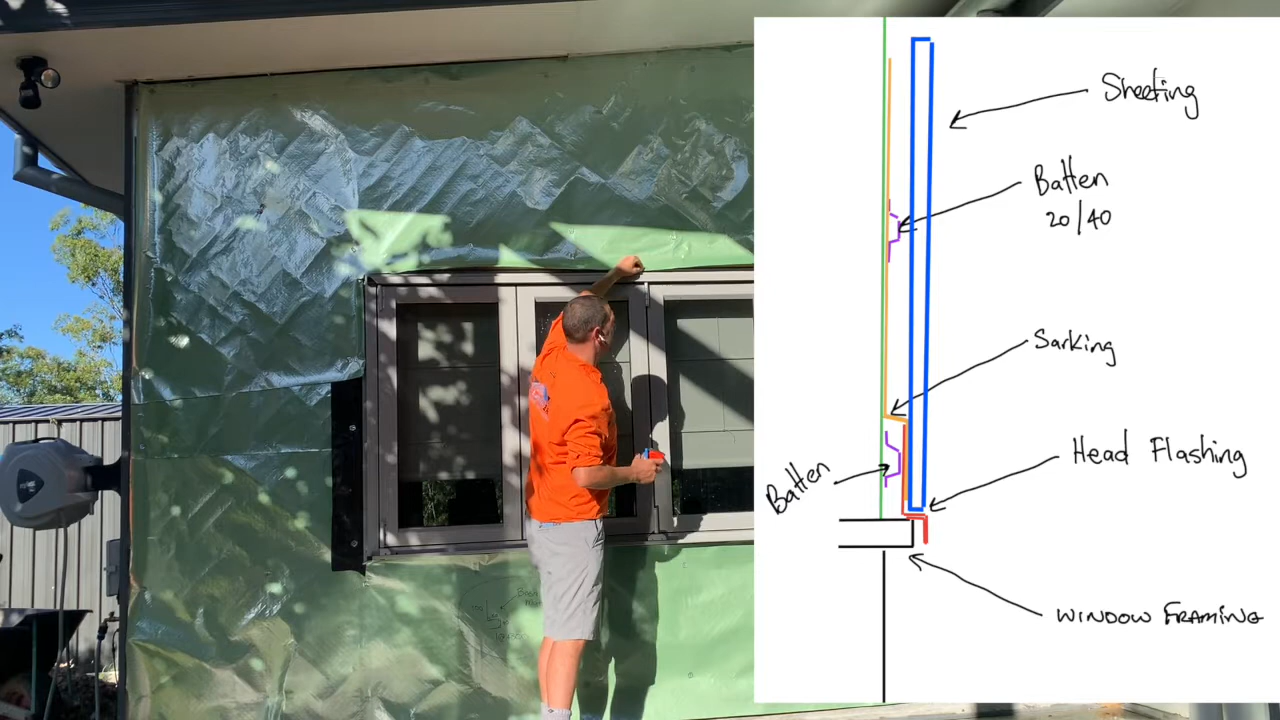 Sheeting
Batten
20/40
Sarking
Head Flashing
Batten
WINDOW FRAMING